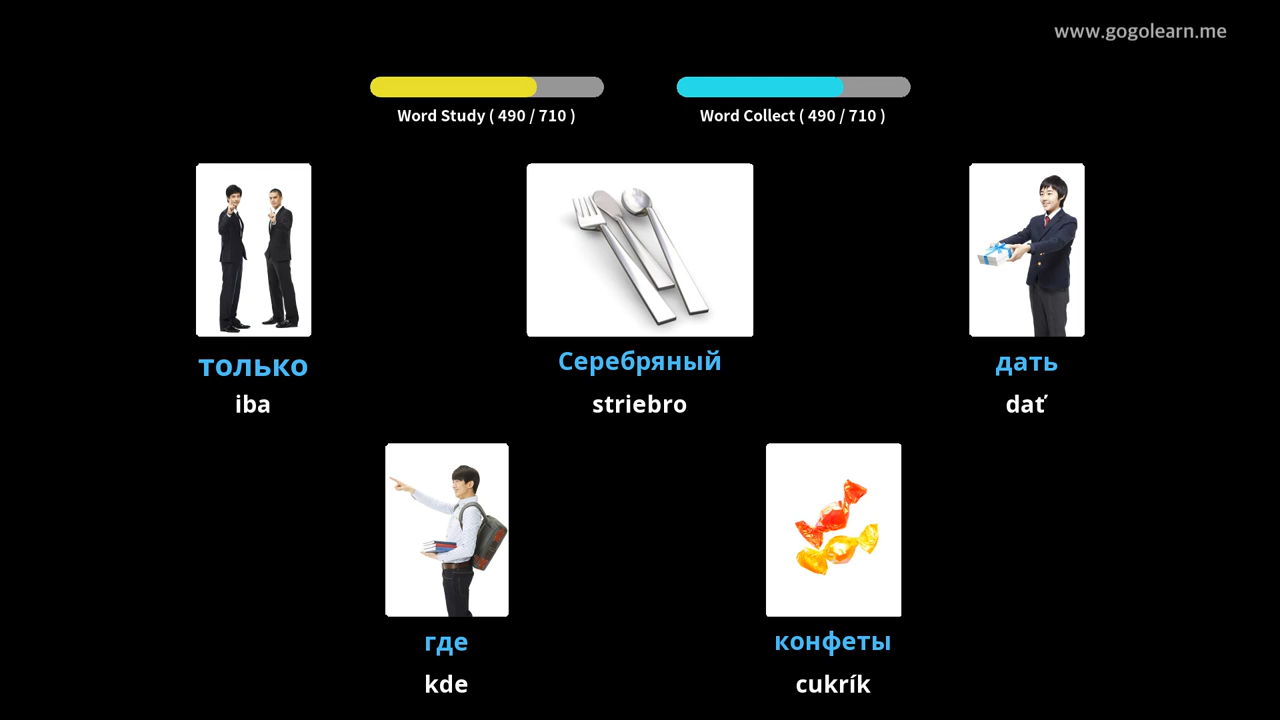 www.gogolearn.me
Word Study ( 490 / 710 )
Word Collect ( 490 / 710 )
только
iba
Серебряный
striebro
дать
dať
где
kde
конфеты
cukrík